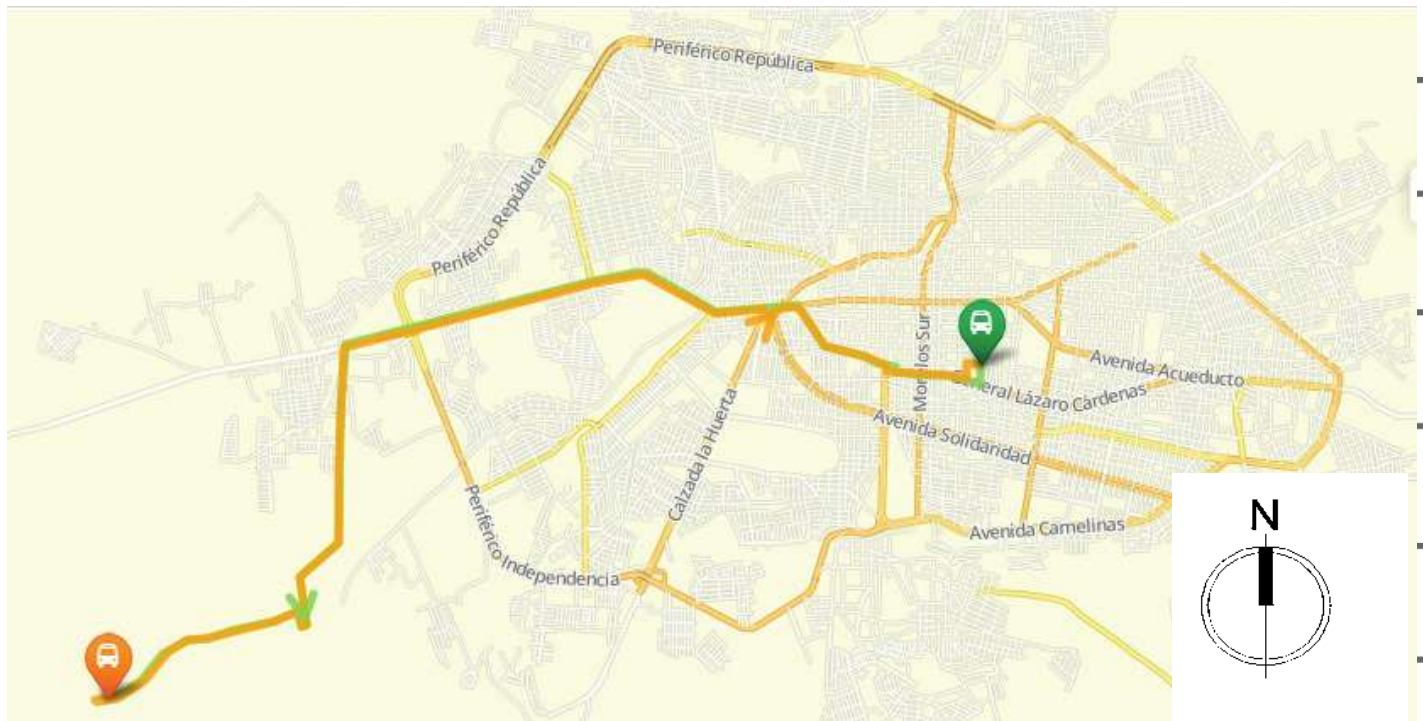 Periférico República
Periférico República
Morelos Sur
Avenida Acueducto
General Lázaro Cárdenas
Calzada la Huerta
Avenida Solidaridad
Periférico Independencia
Avenida Camelinas
N